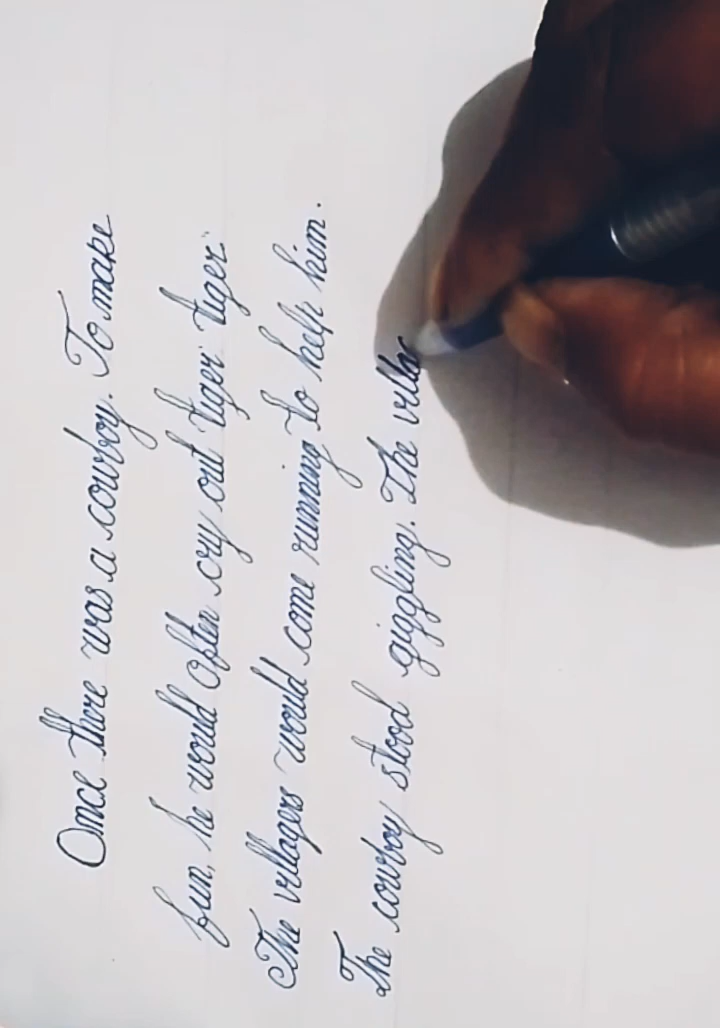 Once there was a cowboy. To make
fun, he would often cry out "tiger" tiger"
The villagers would come running to help him.
The cowboy stood giggling. The villa